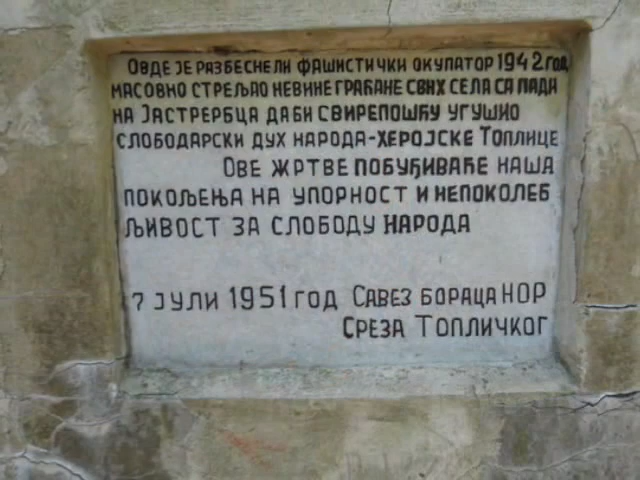 ОВДЕ ЈЕ РАЗБЕСНЕЛИ ФАШИСТИЧКИ ОКУПАТОР 1942 ГОД
МАСОВНО СТРЕЉАО НЕВИНЕ ГРАЂАНЕ СВИХ СЕЛА СА ПАДА
НА ЈАСТРЕРБЦА ДА БИ СВИРЕПОШЋУ УГУШИО
СЛОБОДАРСКИ ДУХ НАРОДА-ХЕРОЈСКЕ ТОПЛИЦЕ
ОВЕ ЖРТВЕ ПОБУЂИВАЋЕ НАША
ПОКОЉЕЊА НА УПОРНОСТ И НЕПОКОЛЕБ
ЉИВОСТ ЗА СЛОБОДУ НАРОДА
7 ЈУЛИ 1951 ГОД САВЕЗ БОРАЦА НОР
СРЕЗА ТОПЛИЧКОГ